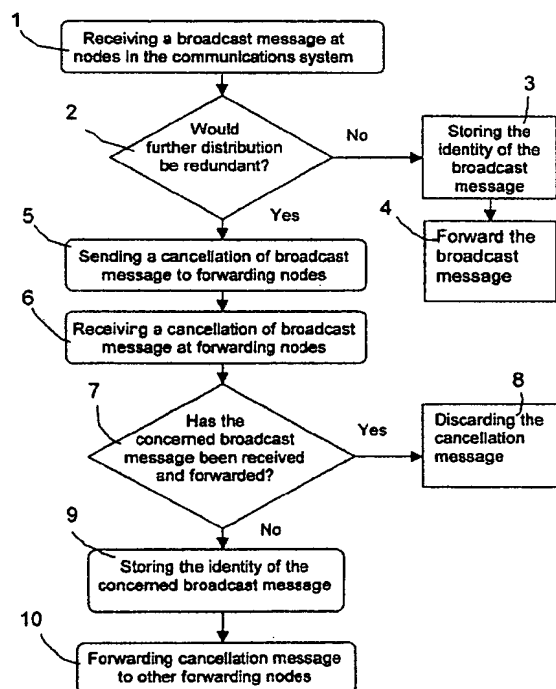 1
Receiving a broadcast message at
nodes in the communications system
2
Would
further distribution
be redundant?
No
3
Storing the
identity of the
broadcast
message
Yes
4
Forward the
broadcast
message
5
Sending a cancellation of broadcast
message to forwarding nodes
6
Receiving a cancellation of broadcast
message at forwarding nodes
7
Has the
concerned broadcast
message been received
and forwarded?
Yes
8
Discarding the
cancellation
message
No
9
Storing the identity of the
concerned broadcast message
10
Forwarding cancellation message
to other forwarding nodes